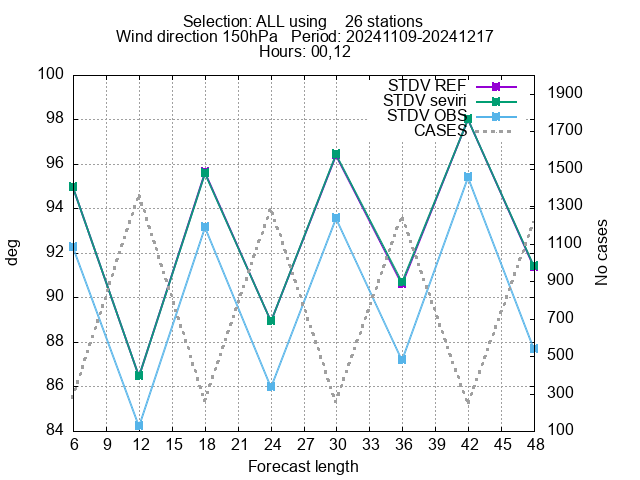 Selection: ALL using    26 stations
Wind direction 150hPa   Period: 20241109-20241217
Hours: 00,12
STDV REF
STDV seviri
STDV OBS
CASES
100
98
96
94
92
90
88
86
84
deg
1900
1700
1500
1300
1100
900
700
500
300
100
No cases
6 9 12 15 18 21 24 27 30 33 36 39 42 45 48
Forecast length